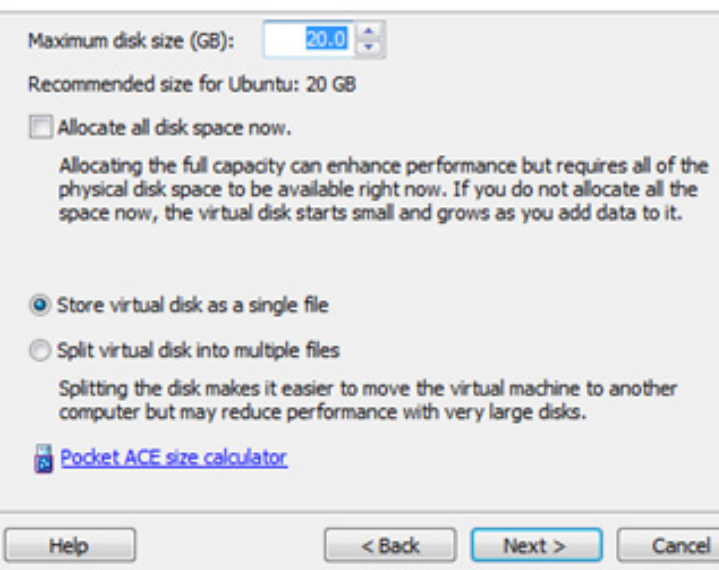 Maximum disk size (GB): 20.0
Recommended size for Ubuntu: 20 GB
Allocate all disk space now.
Allocating the full capacity can enhance performance but requires all of the
physical disk space to be available right now. If you do not allocate all the
space now, the virtual disk starts small and grows as you add data to it.
Store virtual disk as a single file
Split virtual disk into multiple files
Splitting the disk makes it easier to move the virtual machine to another
computer but may reduce performance with very large disks.
Pocket ACE size calculator
Help < Back Next > Cancel